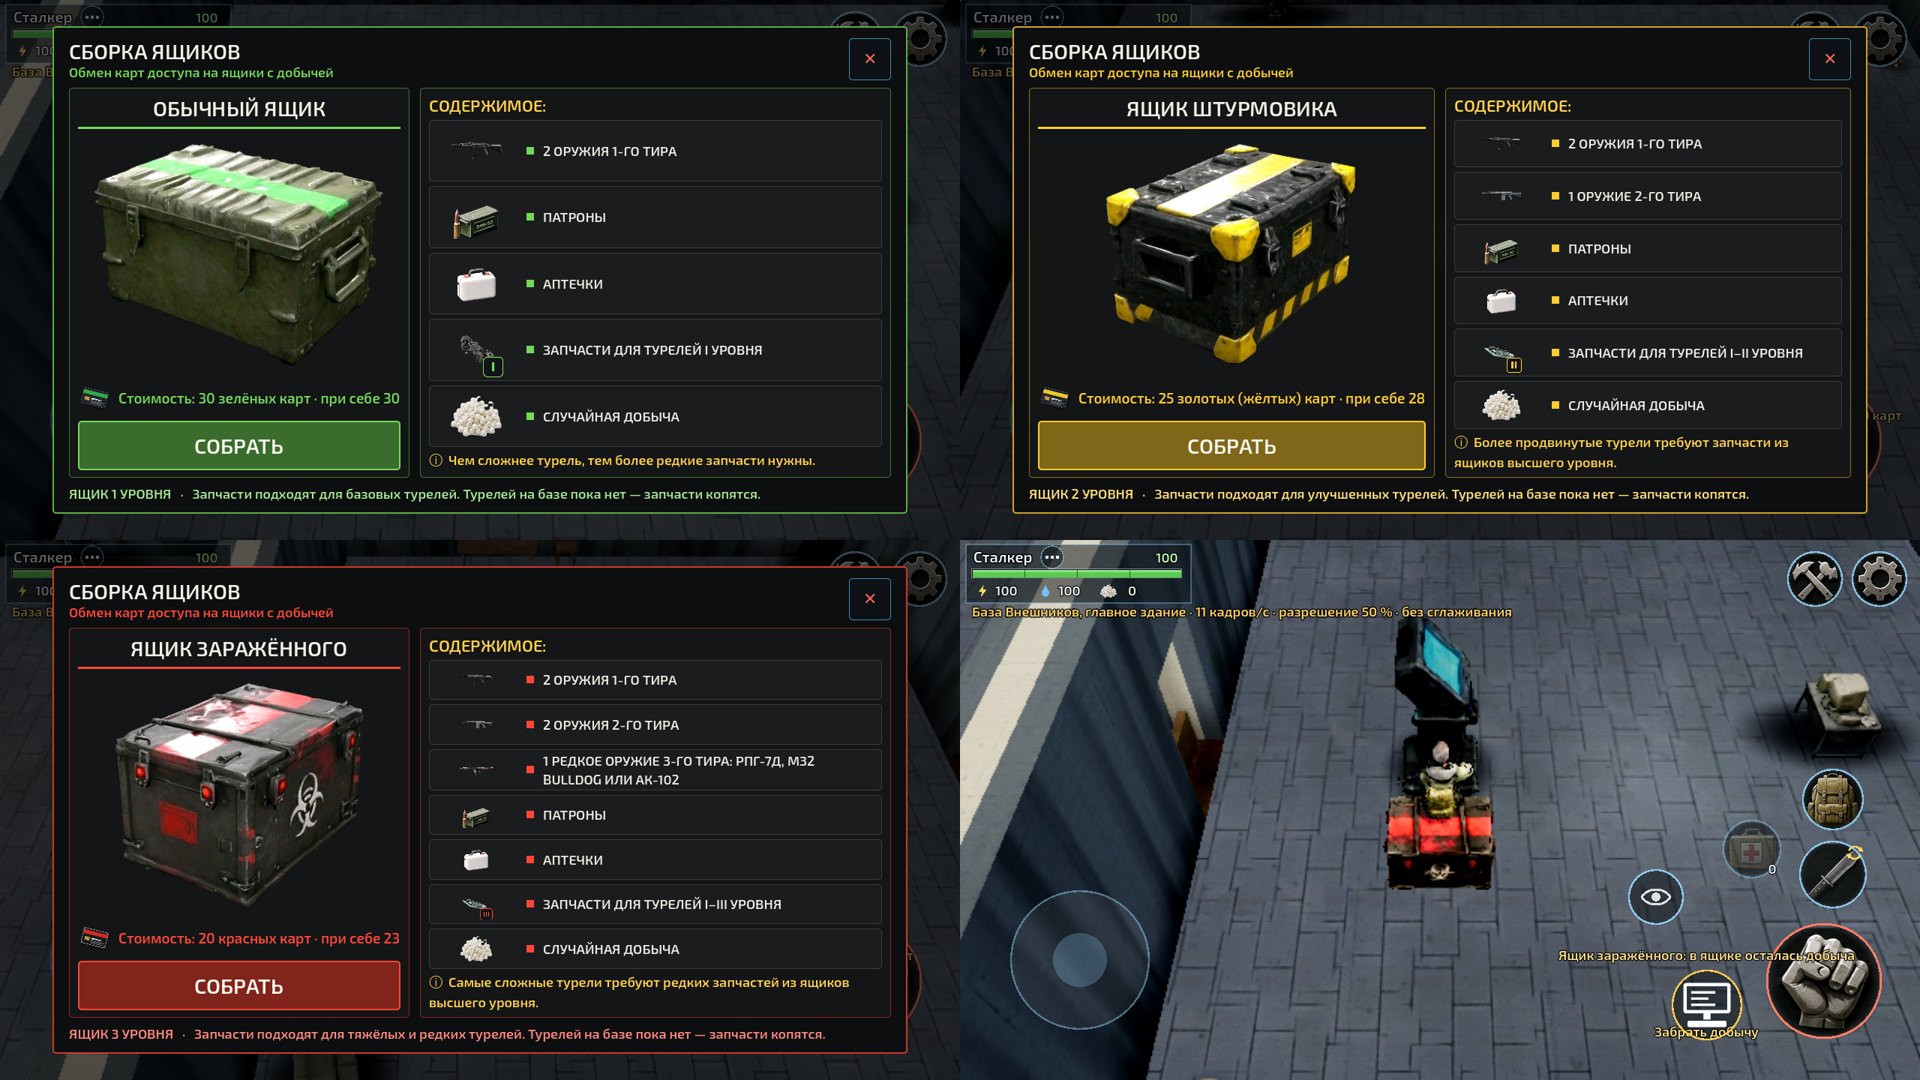 Сталкер
100
100
База В
СБОРКА ЯЩИКОВ
Обмен карт доступа на ящики с добычей
ОБЫЧНЫЙ ЯЩИК
Стоимость: 30 зелёных карт · при себе 30
СОБРАТЬ
СОДЕРЖИМОЕ:
2 ОРУЖИЯ 1-ГО ТИРА
ПАТРОНЫ
АПТЕЧКИ
I
ЗАПЧАСТИ ДЛЯ ТУРЕЛЕЙ I УРОВНЯ
СЛУЧАЙНАЯ ДОБЫЧА
Чем сложнее турель, тем более редкие запчасти нужны.
ЯЩИК 1 УРОВНЯ · Запчасти подходят для базовых турелей. Турелей на базе пока нет — запчасти копятся.
Сталкер
100
100
База В
СБОРКА ЯЩИКОВ
Обмен карт доступа на ящики с добычей
ЯЩИК ШТУРМОВИКА
Стоимость: 25 золотых (жёлтых) карт · при себе 28
СОБРАТЬ
СОДЕРЖИМОЕ:
2 ОРУЖИЯ 1-ГО ТИРА
1 ОРУЖИЕ 2-ГО ТИРА
ПАТРОНЫ
АПТЕЧКИ
II
ЗАПЧАСТИ ДЛЯ ТУРЕЛЕЙ I–II УРОВНЯ
СЛУЧАЙНАЯ ДОБЫЧА
Более продвинутые турели требуют запчасти из
ящиков высшего уровня.
карт
ЯЩИК 2 УРОВНЯ · Запчасти подходят для улучшенных турелей. Турелей на базе пока нет — запчасти копятся.
Сталкер
100
100
База В
СБОРКА ЯЩИКОВ
Обмен карт доступа на ящики с добычей
ЯЩИК ЗАРАЖЁННОГО
Стоимость: 20 красных карт · при себе 23
СОБРАТЬ
СОДЕРЖИМОЕ:
2 ОРУЖИЯ 1-ГО ТИРА
2 ОРУЖИЯ 2-ГО ТИРА
1 РЕДКОЕ ОРУЖИЕ 3-ГО ТИРА: РПГ-7Д, M32
BULLDOG ИЛИ АК-102
ПАТРОНЫ
АПТЕЧКИ
III
ЗАПЧАСТИ ДЛЯ ТУРЕЛЕЙ I–III УРОВНЯ
СЛУЧАЙНАЯ ДОБЫЧА
Самые сложные турели требуют редких запчастей из ящиков
высшего уровня.
ЯЩИК 3 УРОВНЯ · Запчасти подходят для тяжёлых и редких турелей. Турелей на базе пока нет — запчасти копятся.
Сталкер
100
100 100 0
База Внешников, главное здание · 11 кадров/с · разрешение 50 % · без сглаживания
0
Ящик заражённого: в ящике осталась добыча
Забрать добычу